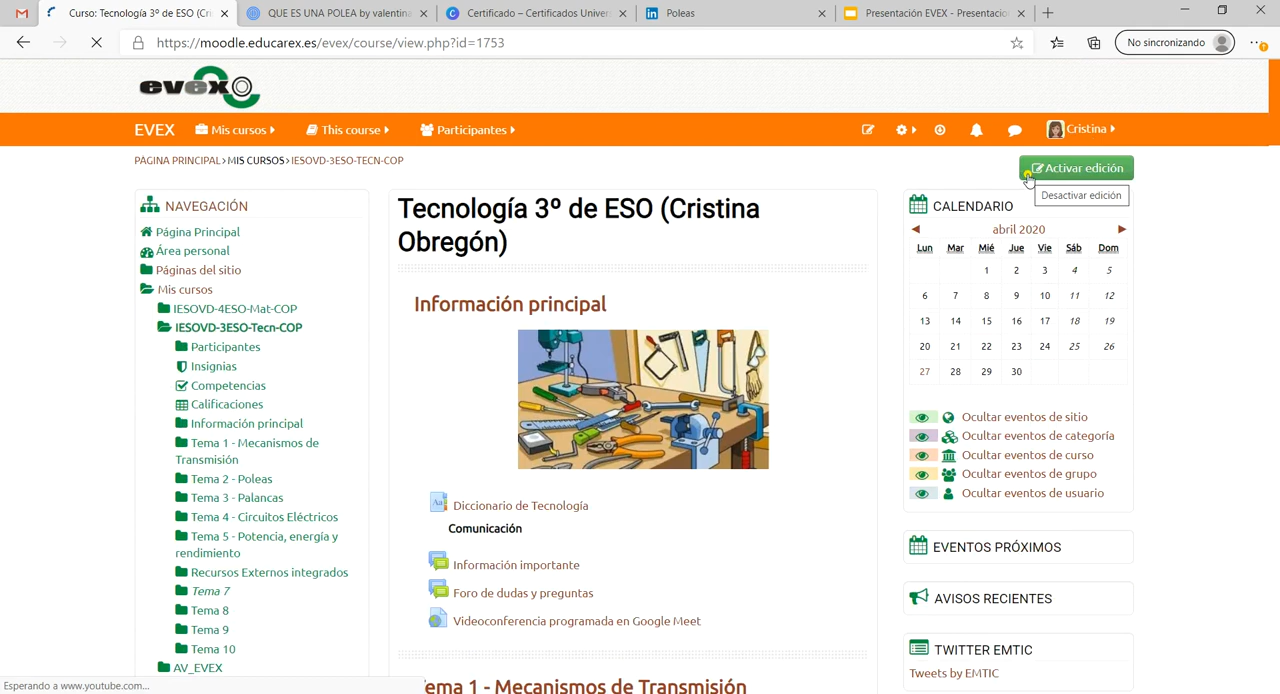 Curso: Tecnología 3º de ESO (Cri
QUE ES UNA POLEA by valentina
Certificado – Certificados Univer
Poleas
Presentación EVEX - Presentacio
https://moodle.educarex.es/evex/course/view.php?id=1753
No sincronizando
evex
EVEX
Mis cursos
This course
Participantes
Cristina
PÁGINA PRINCIPAL › MIS CURSOS › IESOVD-3ESO-TECN-COP
Activar edición
Desactivar edición
NAVEGACIÓN
Página Principal
Área personal
Páginas del sitio
Mis cursos
IESOVD-4ESO-Mat-COP
IESOVD-3ESO-Tecn-COP
Participantes
Insignias
Competencias
Calificaciones
Información principal
Tema 1 - Mecanismos de
Transmisión
Tema 2 - Poleas
Tema 3 - Palancas
Tema 4 - Circuitos Eléctricos
Tema 5 - Potencia, energía y
rendimiento
Recursos Externos integrados
Tema 7
Tema 8
Tema 9
Tema 10
AV_EVEX
Esperando a www.youtube.com...
Tecnología 3º de ESO (Cristina
Obregón)
Información principal
Diccionario de Tecnología
Comunicación
Información importante
Foro de dudas y preguntas
Videoconferencia programada en Google Meet
Tema 1 - Mecanismos de Transmisión
CALENDARIO
abril 2020
Lun Mar Mié Jue Vie Sáb Dom
1 2 3 4 5
6 7 8 9 10 11 12
13 14 15 16 17 18 19
20 21 22 23 24 25 26
27 28 29 30
Ocultar eventos de sitio
Ocultar eventos de categoría
Ocultar eventos de curso
Ocultar eventos de grupo
Ocultar eventos de usuario
EVENTOS PRÓXIMOS
AVISOS RECIENTES
TWITTER EMTIC
Tweets by EMTIC